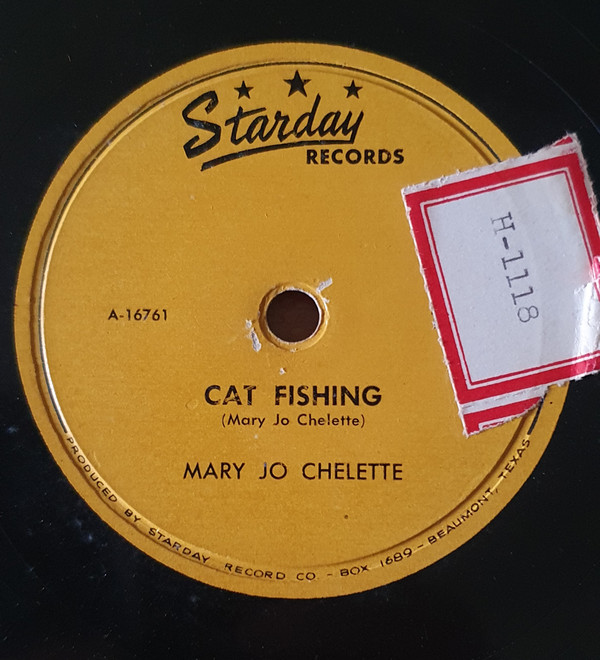 Starday
RECORDS
H-1118
A-16761
CAT FISHING
(Mary Jo Chelette)
MARY JO CHELETTE
PRODUCED BY STARDAY RECORD CO - BOX 1689 - BEAUMONT, TEXAS